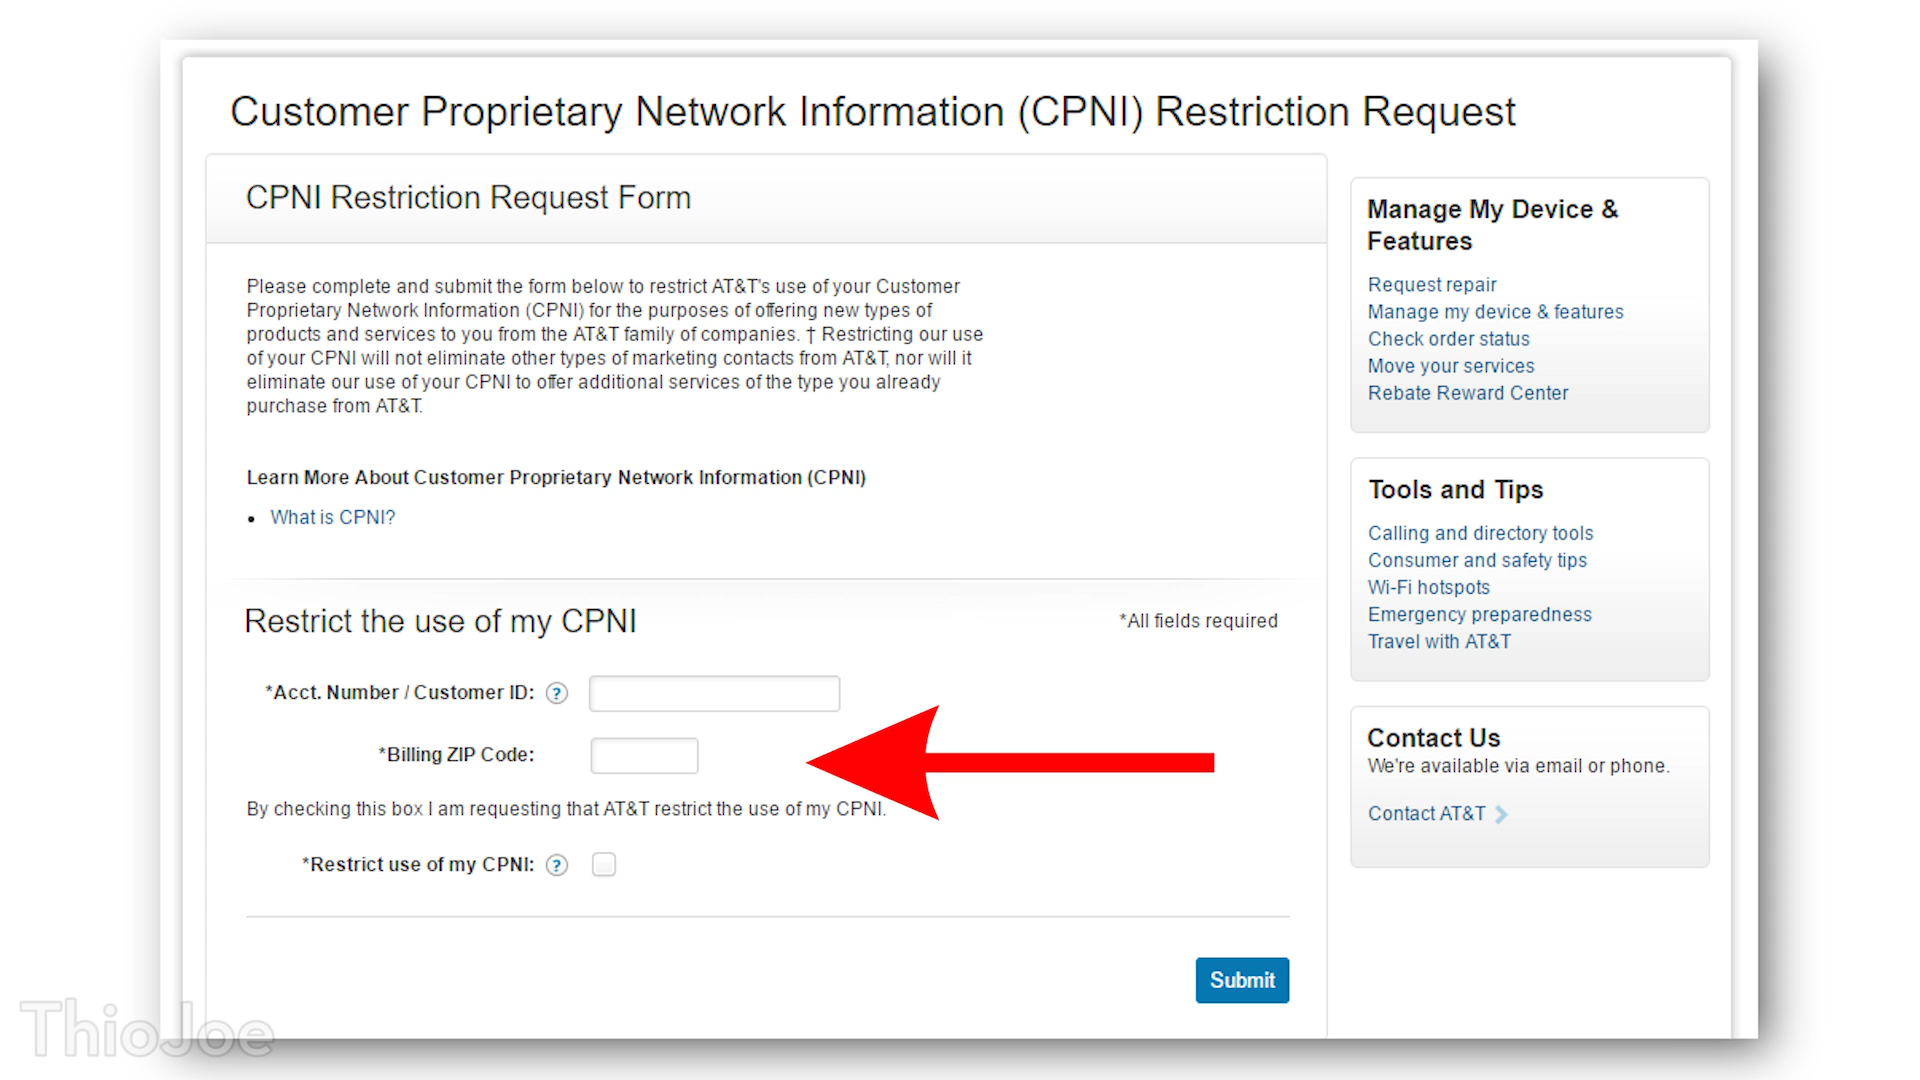 Customer Proprietary Network Information (CPNI) Restriction Request
CPNI Restriction Request Form
Please complete and submit the form below to restrict AT&T's use of your Customer
Proprietary Network Information (CPNI) for the purposes of offering new types of
products and services to you from the AT&T family of companies. † Restricting our use
of your CPNI will not eliminate other types of marketing contacts from AT&T, nor will it
eliminate our use of your CPNI to offer additional services of the type you already
purchase from AT&T.
Learn More About Customer Proprietary Network Information (CPNI)
• What is CPNI?
Restrict the use of my CPNI
*All fields required
*Acct. Number / Customer ID: ?
*Billing ZIP Code:
By checking this box I am requesting that AT&T restrict the use of my CPNI.
*Restrict use of my CPNI: ?
Submit
Manage My Device &
Features
Request repair
Manage my device & features
Check order status
Move your services
Rebate Reward Center
Tools and Tips
Calling and directory tools
Consumer and safety tips
Wi-Fi hotspots
Emergency preparedness
Travel with AT&T
Contact Us
We're available via email or phone.
Contact AT&T
ThioJoe